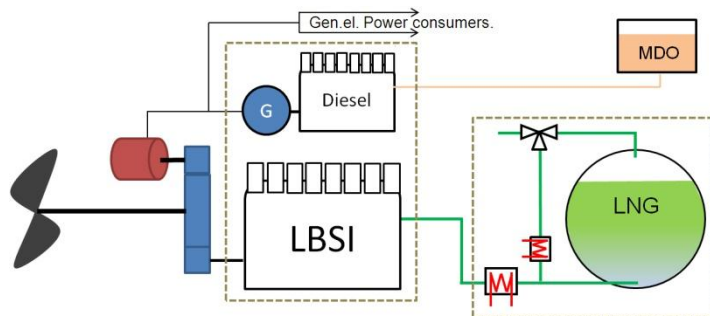 Gen.el. Power consumers.
MDO
Diesel
G
LNG
LBSI